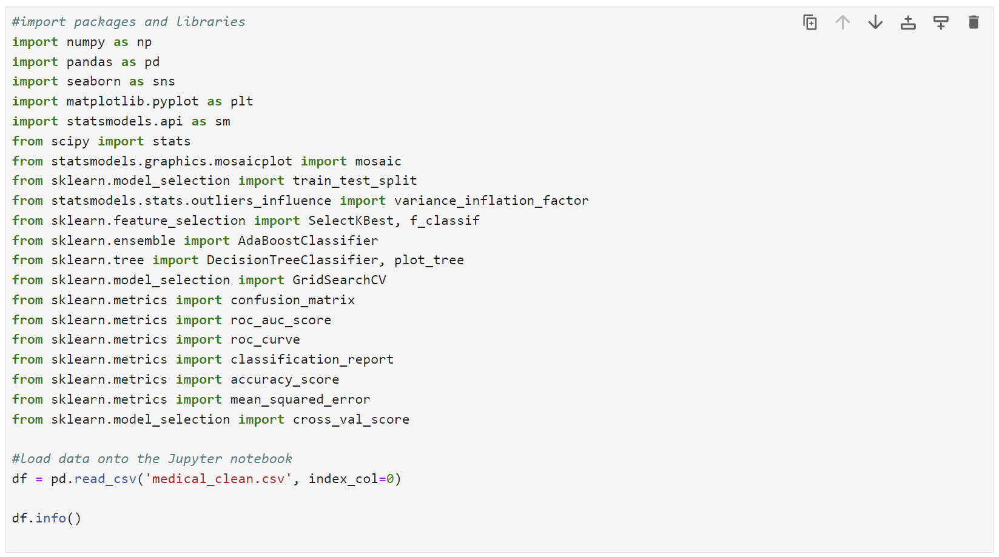 #import packages and libraries
import numpy as np
import pandas as pd
import seaborn as sns
import matplotlib.pyplot as plt
import statsmodels.api as sm
from scipy import stats
from statsmodels.graphics.mosaicplot import mosaic
from sklearn.model_selection import train_test_split
from statsmodels.stats.outliers_influence import variance_inflation_factor
from sklearn.feature_selection import SelectKBest, f_classif
from sklearn.ensemble import AdaBoostClassifier
from sklearn.tree import DecisionTreeClassifier, plot_tree
from sklearn.model_selection import GridSearchCV
from sklearn.metrics import confusion_matrix
from sklearn.metrics import roc_auc_score
from sklearn.metrics import roc_curve
from sklearn.metrics import classification_report
from sklearn.metrics import accuracy_score
from sklearn.metrics import mean_squared_error
from sklearn.model_selection import cross_val_score
#load data onto the Jupyter notebook
df = pd.read_csv('medical_clean.csv', index_col=0)
df.info()